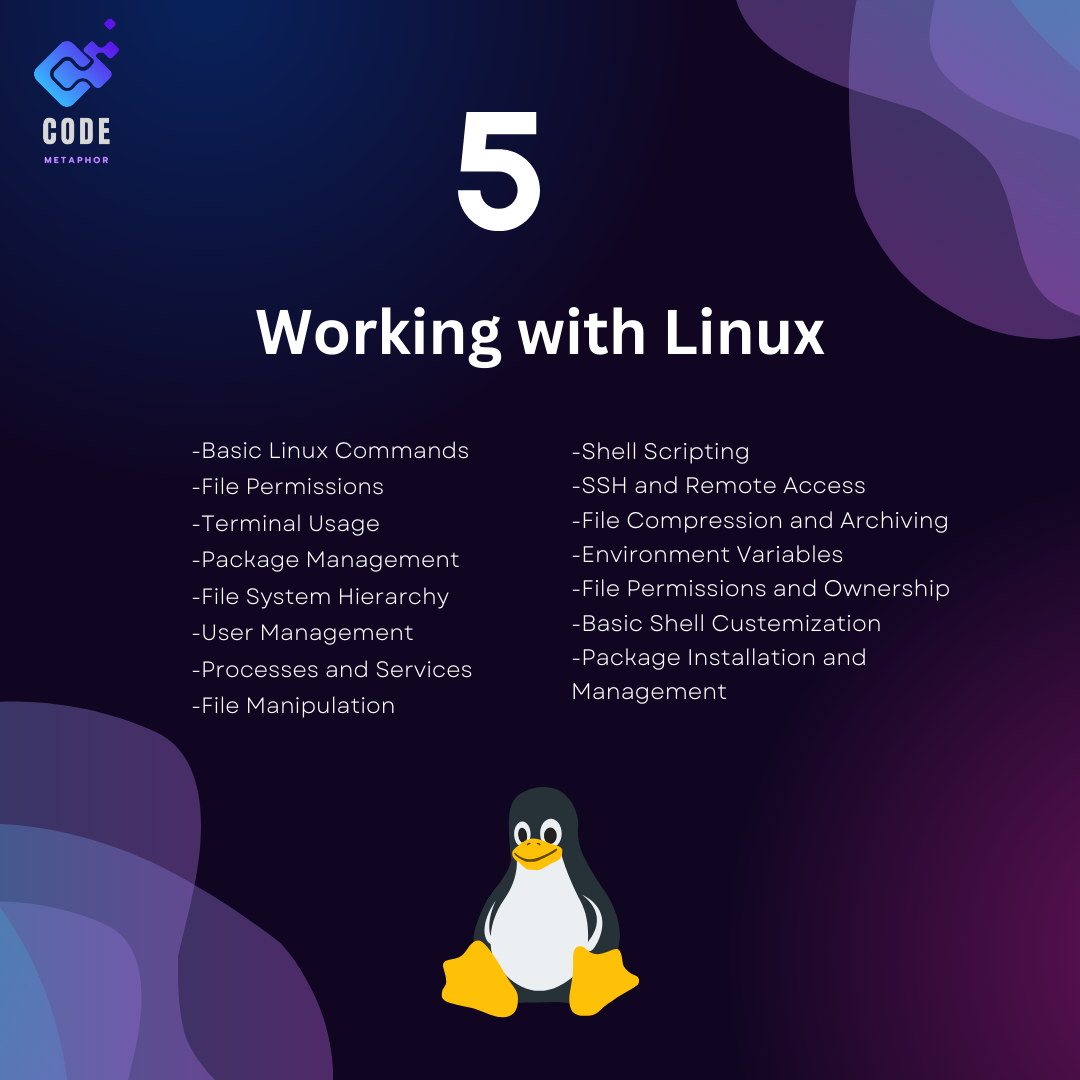 CODE
METAPHOR
5
Working with Linux
-Basic Linux Commands
-File Permissions
-Terminal Usage
-Package Management
-File System Hierarchy
-User Management
-Processes and Services
-File Manipulation
-Shell Scripting
-SSH and Remote Access
-File Compression and Archiving
-Environment Variables
-File Permissions and Ownership
-Basic Shell Custemization
-Package Installation and
Management